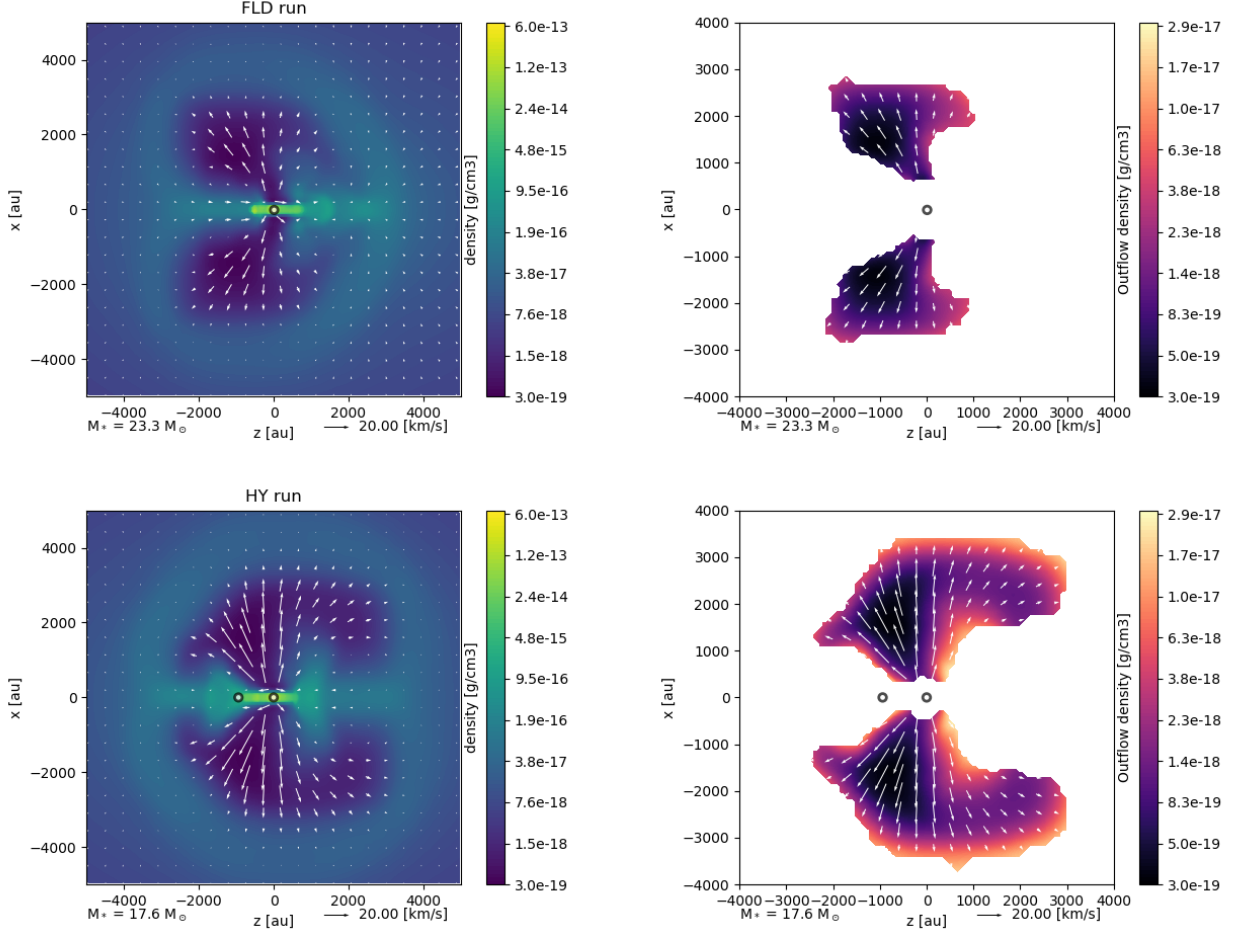 FLD run
4000
2000
0
−2000
−4000
x [au]
−4000 −2000 0 2000 4000
M* = 23.3 M⊙ z [au] 20.00 [km/s]
6.0e-13
1.2e-13
2.4e-14
4.8e-15
9.5e-16
1.9e-16
3.8e-17
7.6e-18
1.5e-18
3.0e-19
density [g/cm3]
4000
3000
2000
1000
0
−1000
−2000
−3000
−4000
x [au]
−4000 −3000 −2000 −1000 0 1000 2000 3000 4000
M* = 23.3 M⊙ z [au] 20.00 [km/s]
2.9e-17
1.7e-17
1.0e-17
6.3e-18
3.8e-18
2.3e-18
1.4e-18
8.3e-19
5.0e-19
3.0e-19
Outflow density [g/cm3]
HY run
4000
2000
0
−2000
−4000
x [au]
−4000 −2000 0 2000 4000
M* = 17.6 M⊙ z [au] 20.00 [km/s]
6.0e-13
1.2e-13
2.4e-14
4.8e-15
9.5e-16
1.9e-16
3.8e-17
7.6e-18
1.5e-18
3.0e-19
density [g/cm3]
4000
3000
2000
1000
0
−1000
−2000
−3000
−4000
x [au]
−4000 −3000 −2000 −1000 0 1000 2000 3000 4000
M* = 17.6 M⊙ z [au] 20.00 [km/s]
2.9e-17
1.7e-17
1.0e-17
6.3e-18
3.8e-18
2.3e-18
1.4e-18
8.3e-19
5.0e-19
3.0e-19
Outflow density [g/cm3]